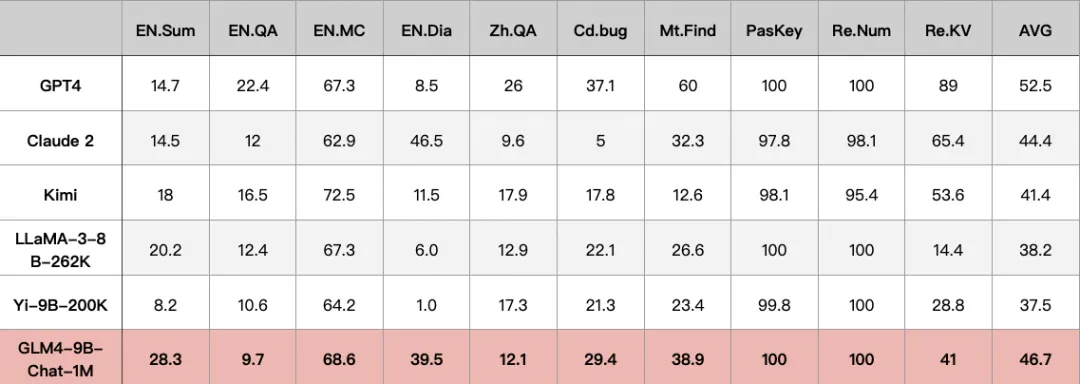 EN.Sum EN.QA EN.MC EN.Dia Zh.QA Cd.bug Mt.Find PasKey Re.Num Re.KV AVG
GPT4 14.7 22.4 67.3 8.5 26 37.1 60 100 100 89 52.5
Claude 2 14.5 12 62.9 46.5 9.6 5 32.3 97.8 98.1 65.4 44.4
Kimi 18 16.5 72.5 11.5 17.9 17.8 12.6 98.1 95.4 53.6 41.4
LLaMA-3-8
B-262K 20.2 12.4 67.3 6.0 12.9 22.1 26.6 100 100 14.4 38.2
Yi-9B-200K 8.2 10.6 64.2 1.0 17.3 21.3 23.4 99.8 100 28.8 37.5
GLM4-9B-
Chat-1M 28.3 9.7 68.6 39.5 12.1 29.4 38.9 100 100 41 46.7